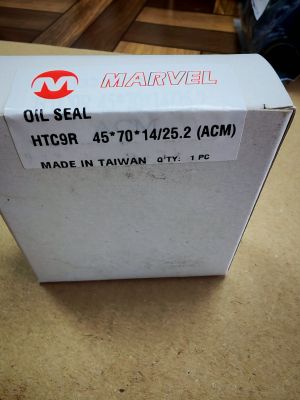 M MARVEL
OIL SEAL
HTC9R 45*70*14/25.2 (ACM)
MADE IN TAIWAN Q'TY: 1 PC